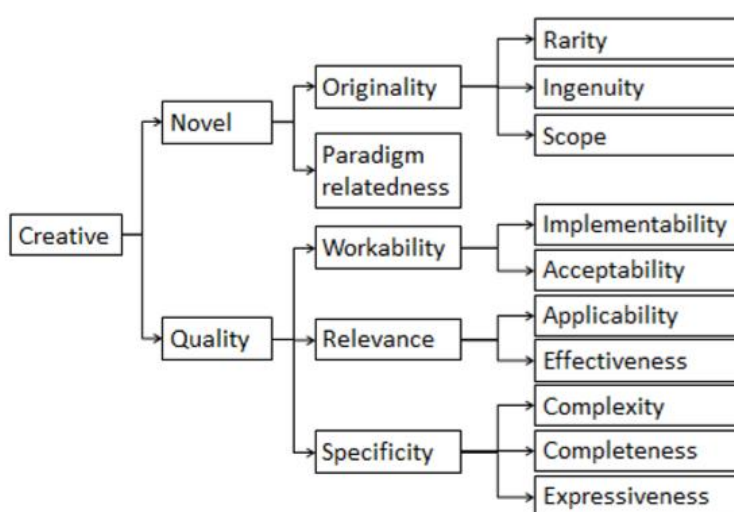 Creative
Novel
Quality
Originality
Paradigm
relatedness
Workability
Relevance
Specificity
Rarity
Ingenuity
Scope
Implementability
Acceptability
Applicability
Effectiveness
Complexity
Completeness
Expressiveness